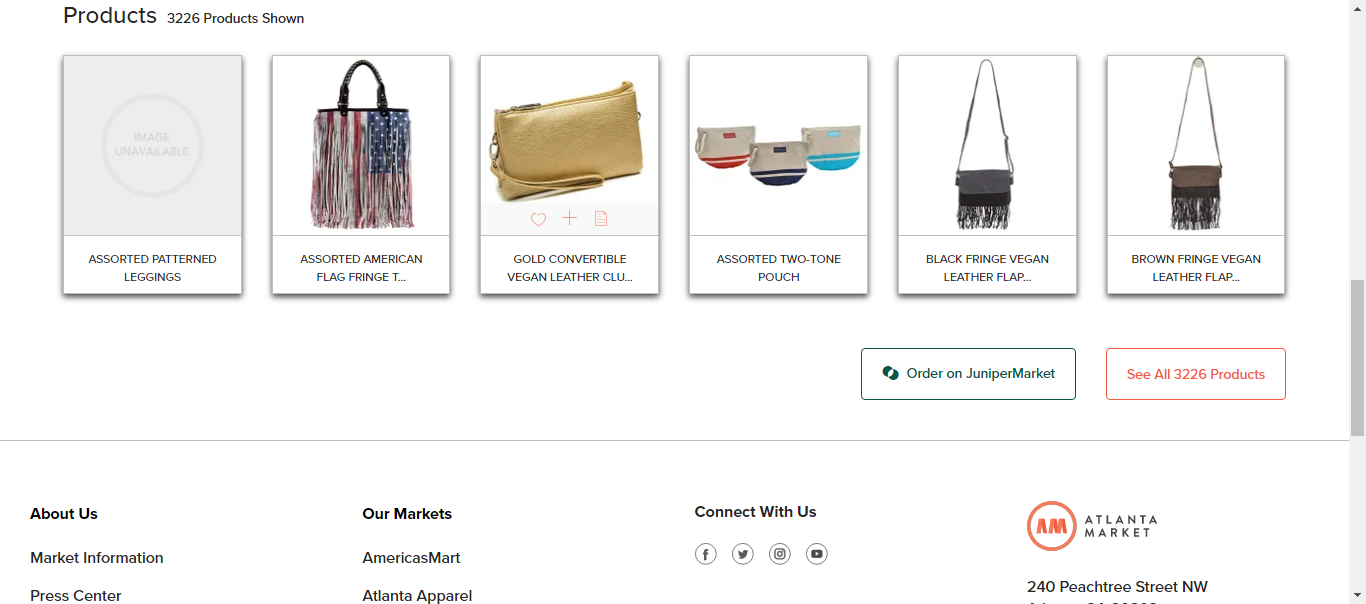 Products 3226 Products Shown
IMAGE
UNAVAILABLE
ASSORTED PATTERNED
LEGGINGS
ASSORTED AMERICAN
FLAG FRINGE T...
GOLD CONVERTIBLE
VEGAN LEATHER CLU...
ASSORTED TWO-TONE
POUCH
BLACK FRINGE VEGAN
LEATHER FLAP...
BROWN FRINGE VEGAN
LEATHER FLAP...
Order on JuniperMarket
See All 3226 Products
About Us
Market Information
Press Center
Our Markets
AmericasMart
Atlanta Apparel
Connect With Us
AM ATLANTA
MARKET
240 Peachtree Street NW